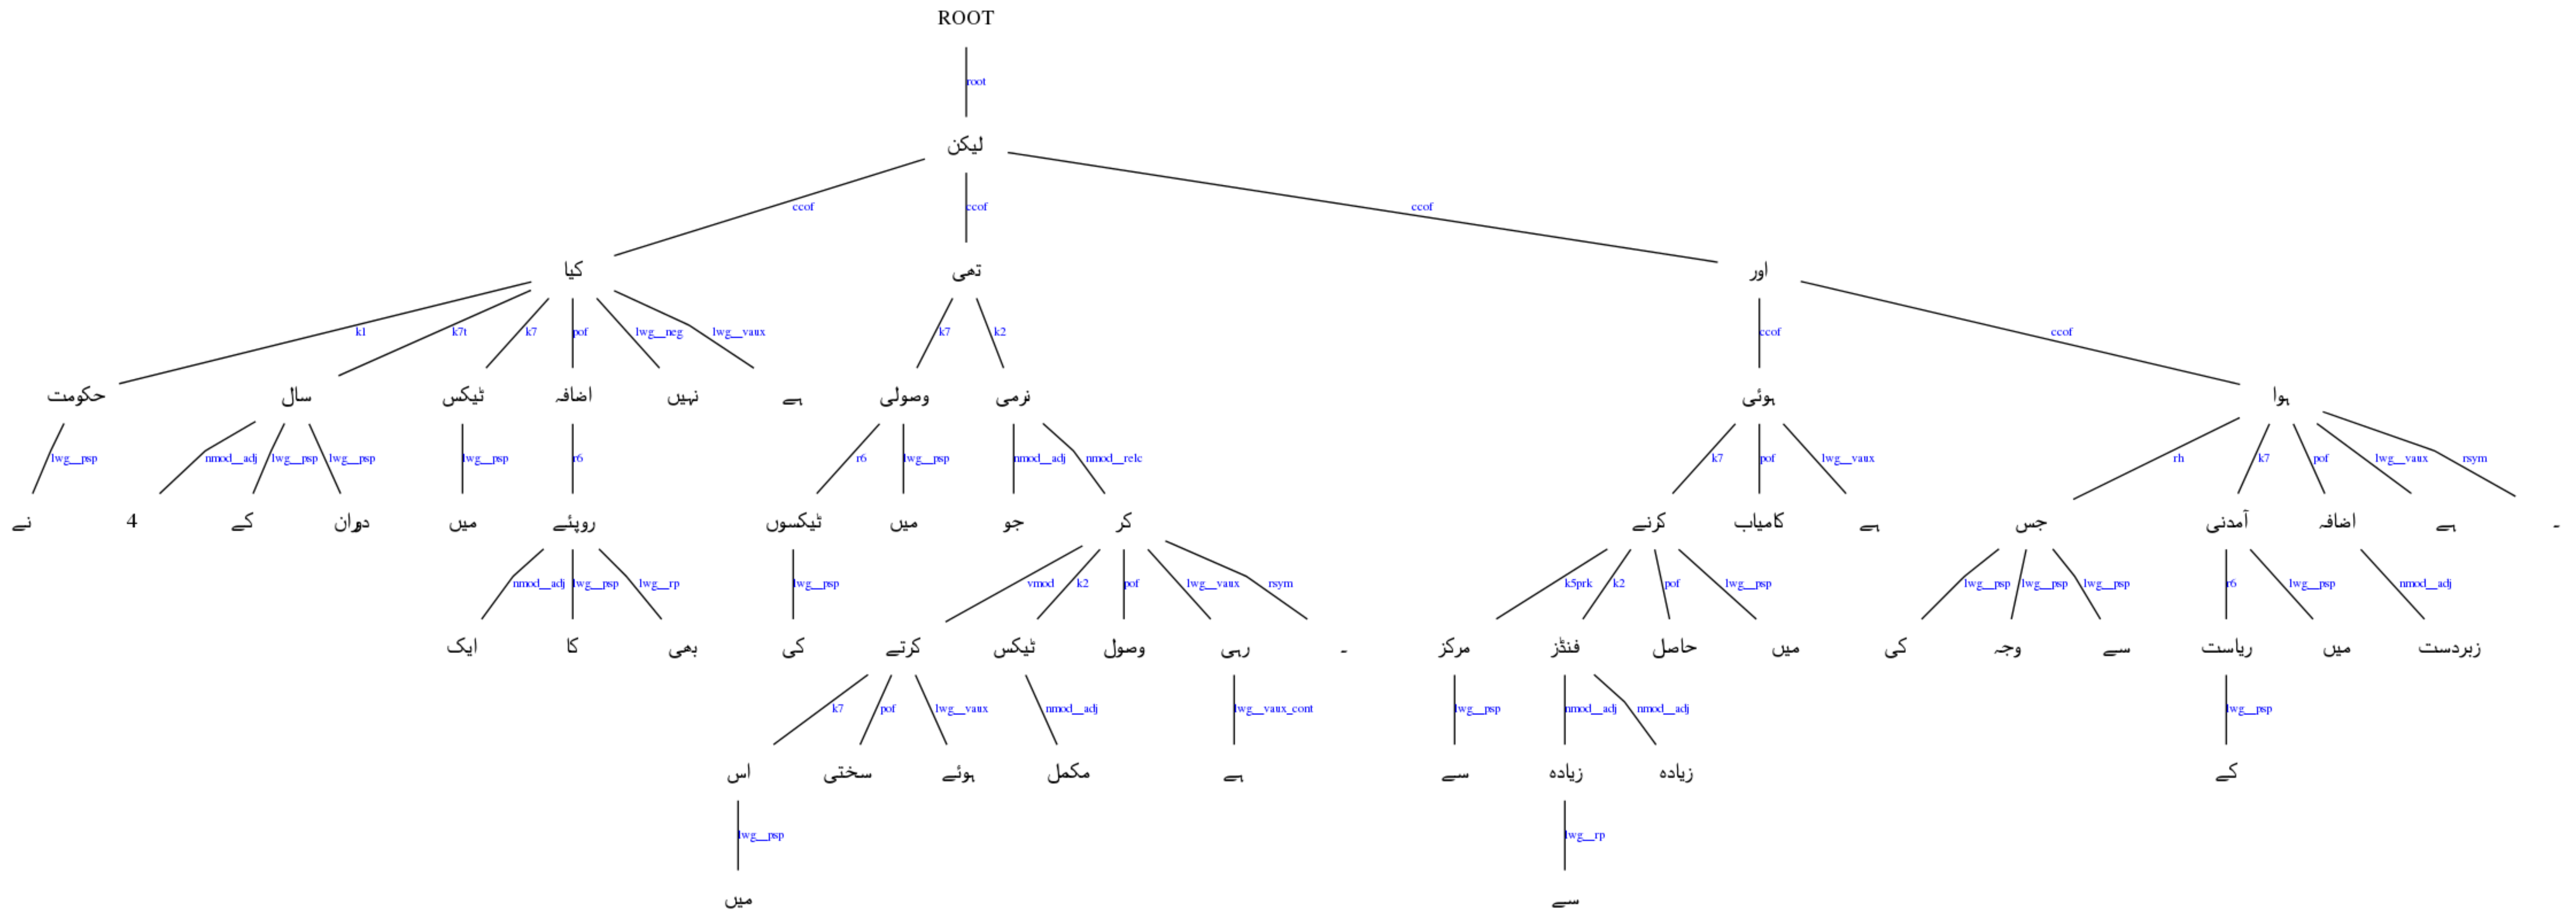 ROOT
root
لیکن
ccof ccof ccof
کیا تھی اور
k1 k7t k7 pof lwg__neg lwg__vaux k7 k2 ccof ccof
حکومت سال ٹیکس اضافہ نہیں ہے وصولی نرمی ہوئی ہوا
lwg__psp nmod__adj lwg__psp lwg__psp lwg__psp r6 r6 lwg__psp nmod__adj nmod__relc k7 pof lwg__vaux rh k7 pof lwg__vaux rsym
نے 4 کے دوران میں روپئے ٹیکسوں میں جو کر کرنے کامیاب ہے جس آمدنی اضافہ ہے ۔
nmod__adj lwg__psp lwg__rp lwg__psp vmod k2 pof lwg__vaux rsym k5prk k2 pof lwg__psp lwg__psp lwg__psp lwg__psp r6 lwg__psp nmod__adj
ایک کا بھی کی کرتے ٹیکس وصول رہی ۔ مرکز فنڈز حاصل میں کی وجہ سے ریاست میں زبردست
k7 pof lwg__vaux nmod__adj lwg__vaux_cont lwg__psp nmod__adj nmod__adj lwg__psp
اس سختی ہوئے مکمل ہے سے زیادہ زیادہ کے
lwg__psp lwg__rp
میں سے